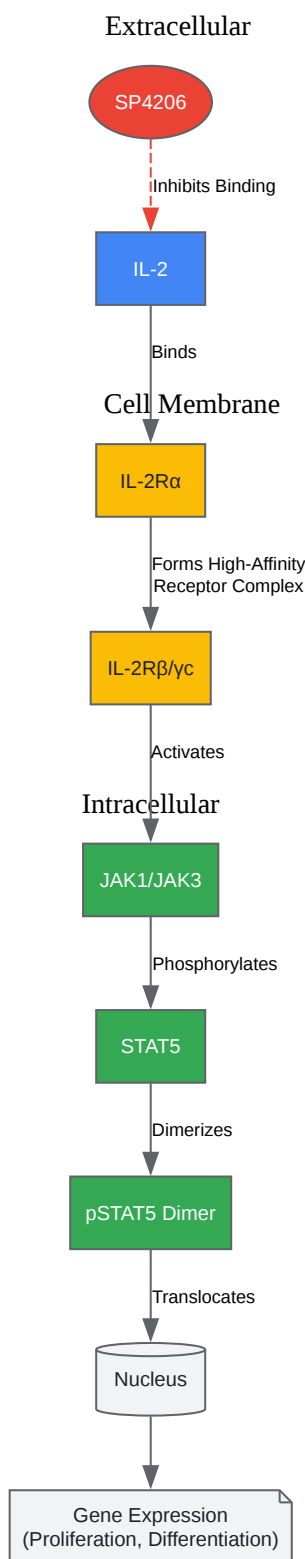 Extracellular
SP4206
Inhibits Binding
IL-2
Binds
Cell Membrane
IL-2Rα
Forms High-Affinity
Receptor Complex
IL-2Rβ/γc
Activates
Intracellular
JAK1/JAK3
Phosphorylates
STAT5
Dimerizes
pSTAT5 Dimer
Translocates
Nucleus
Gene Expression
(Proliferation, Differentiation)